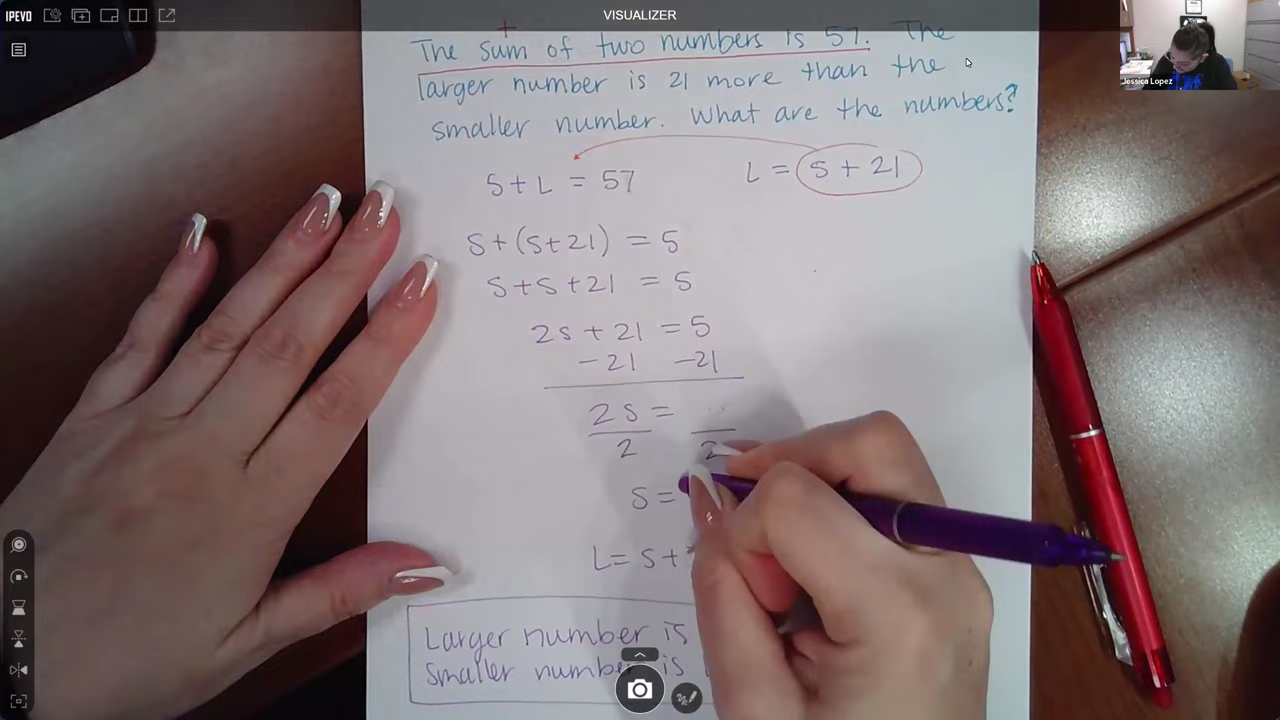 IPEVO
VISUALIZER
Jessica Lopez
+
The sum of two numbers is 57. The
larger number is 21 more than the
smaller number. What are the numbers?
S + L = 57
L = S + 21
S + (S + 21) = 5
S + S + 21 = 5
2S + 21 = 5
- 21 - 21
2S =
2 2
S =
L = S +
Larger number is
Smaller number is